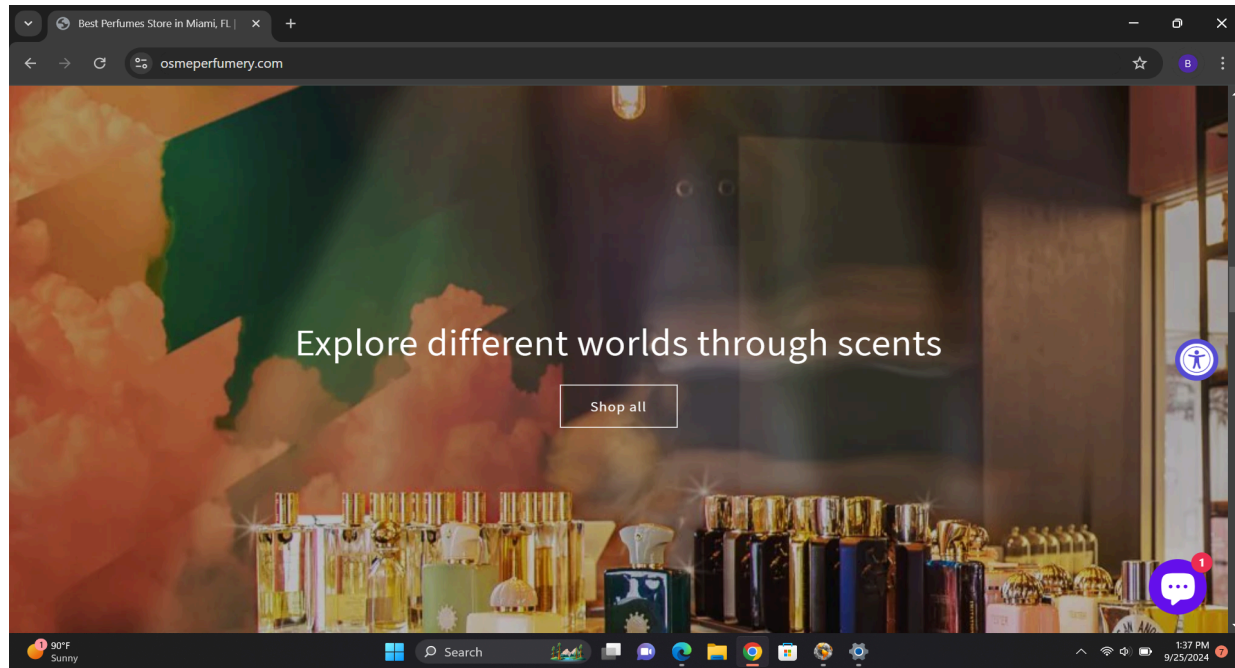 Best Perfumes Store in Miami, FL |
osmeperfumery.com
B
Explore different worlds through scents
Shop all
1
1
90°F
Sunny
Search
1:37 PM
9/25/2024
7